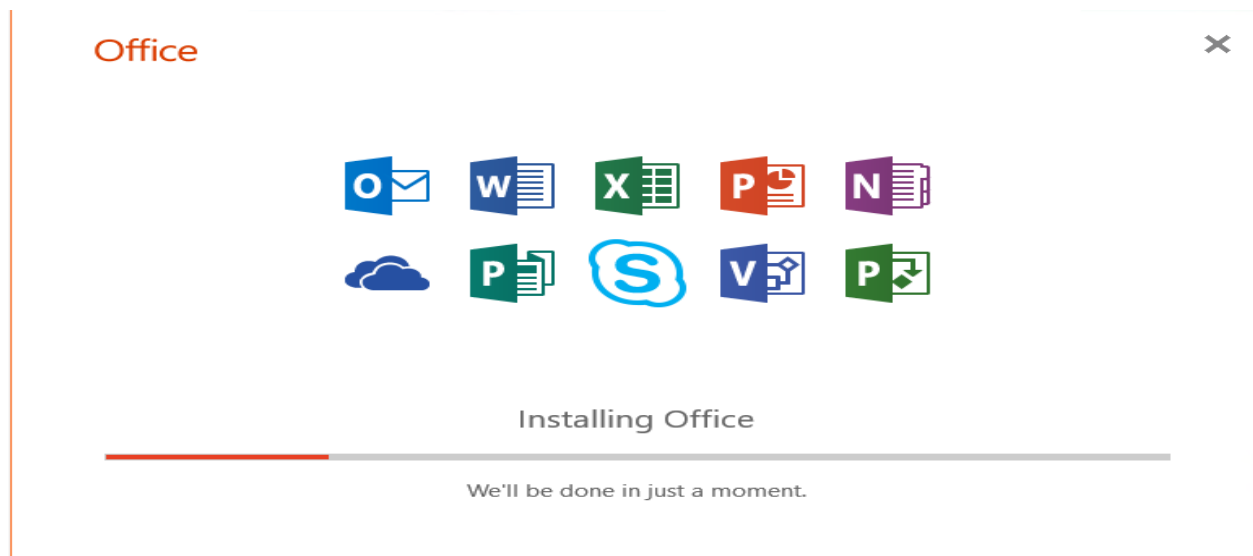 Office
O W X P N
P S V P
Installing Office
We'll be done in just a moment.